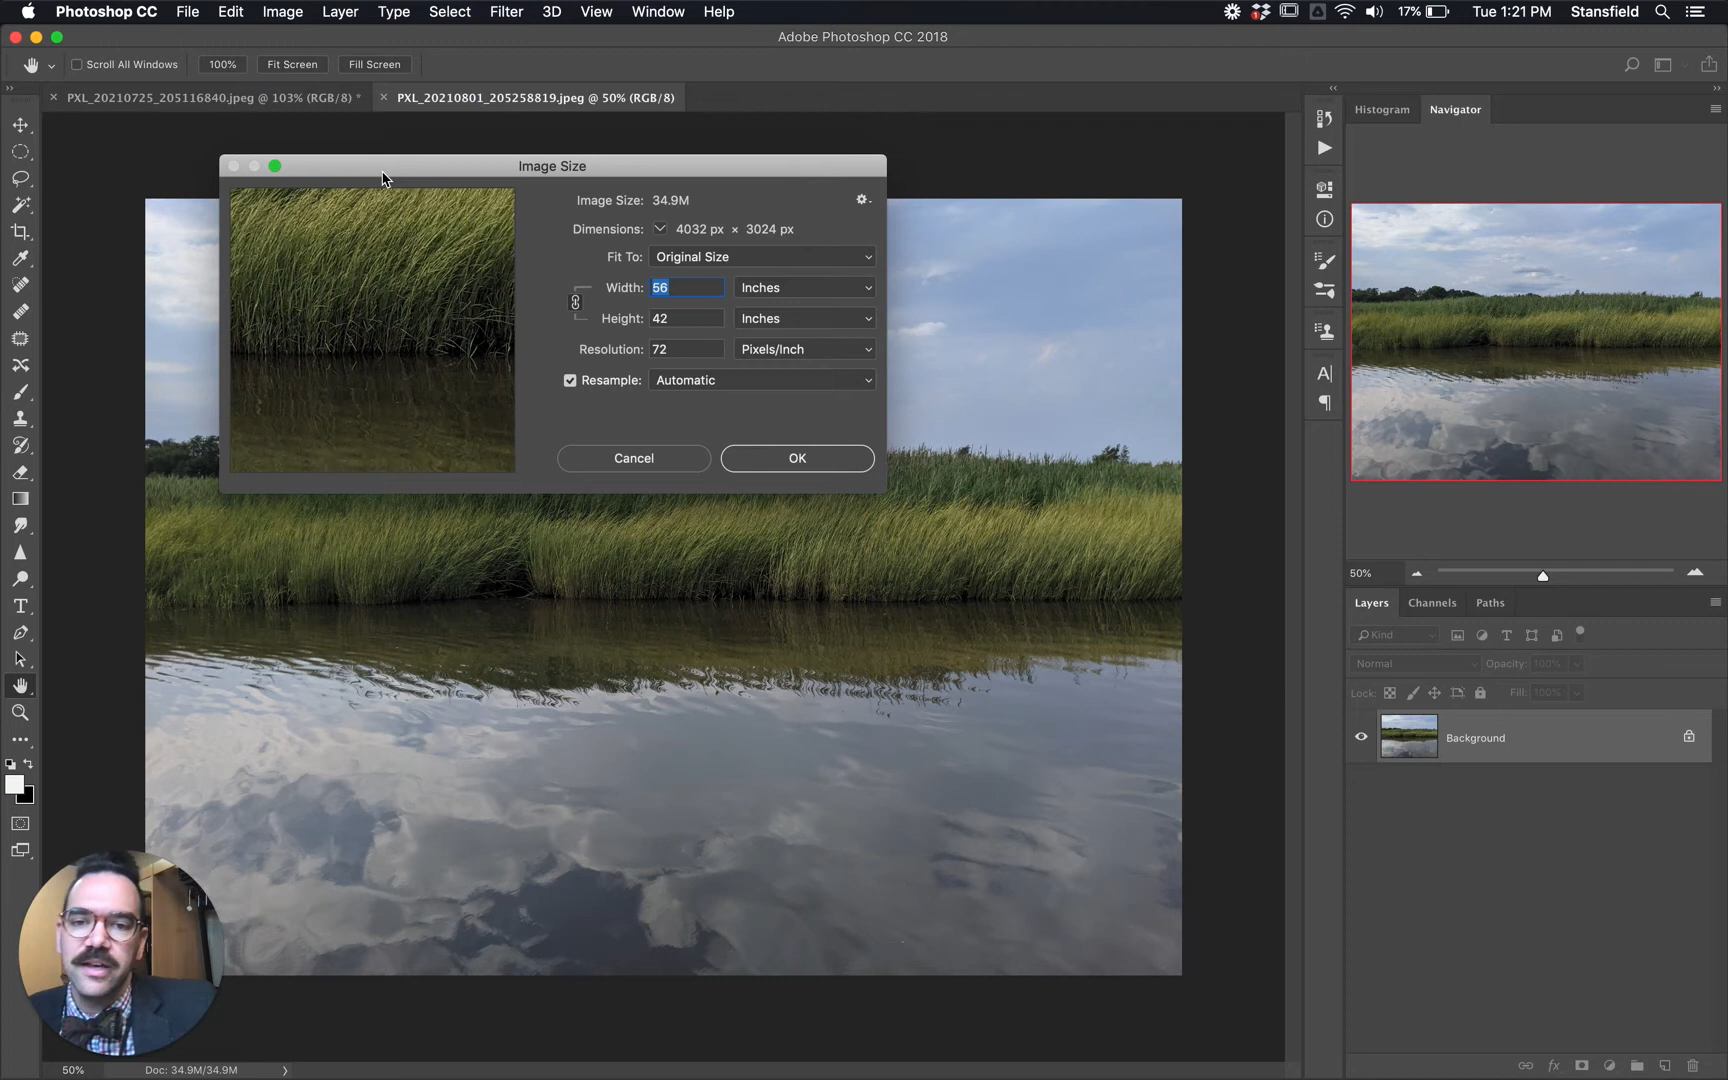 Photoshop CC File Edit Image Layer Type Select Filter 3D View Window Help 1 17% Tue 1:21 PM Stansfield
Adobe Photoshop CC 2018
Scroll All Windows 100% Fit Screen Fill Screen
PXL_20210725_205116840.jpeg @ 103% (RGB/8) * PXL_20210801_205258819.jpeg @ 50% (RGB/8)
Histogram Navigator
Image Size
Image Size: 34.9M
Dimensions: 4032 px × 3024 px
Fit To: Original Size
Width: 56 Inches
Height: 42 Inches
Resolution: 72 Pixels/Inch
Resample: Automatic
Cancel OK
50%
Layers Channels Paths
Kind
Normal Opacity: 100%
Lock: Fill: 100%
Background
50% Doc: 34.9M/34.9M